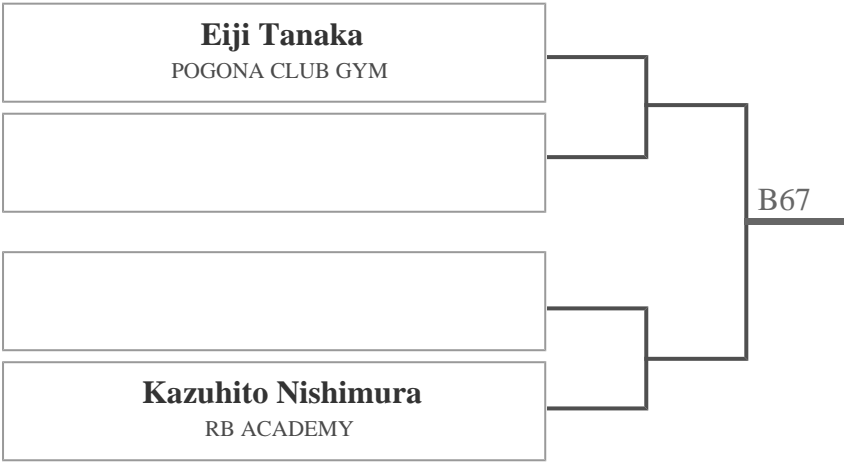 Eiji Tanaka
POGONA CLUB GYM
B67
Kazuhito Nishimura
RB ACADEMY